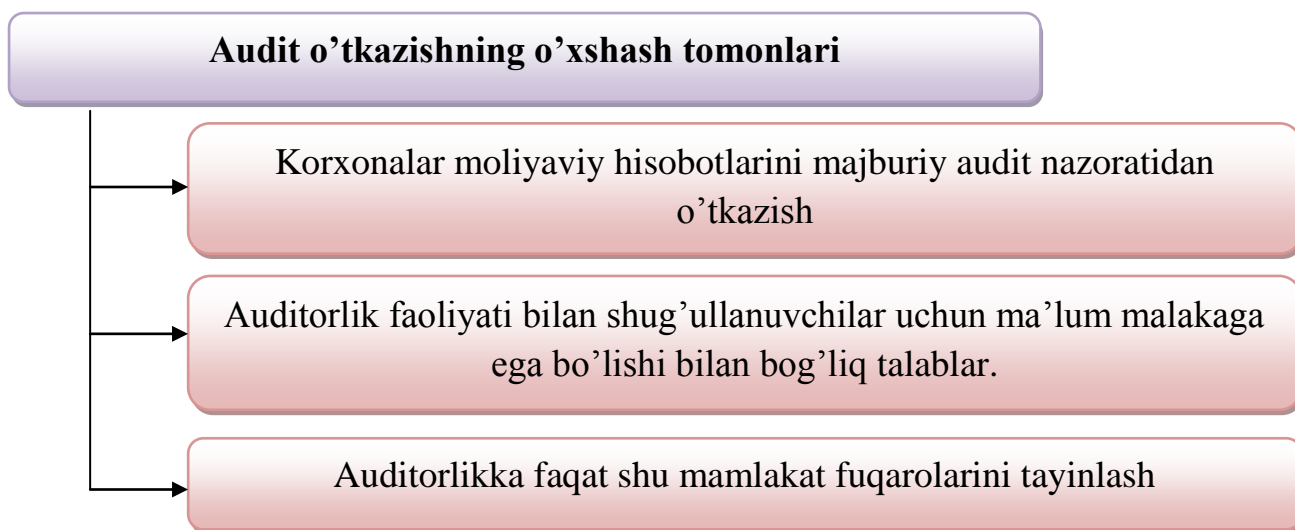 Audit o’tkazishning o’xshash tomonlari
Korxonalar moliyaviy hisobotlarini majburiy audit nazoratidan
o’tkazish
Auditorlik faoliyati bilan shug’ullanuvchilar uchun ma’lum malakaga
ega bo’lishi bilan bog’liq talablar.
Auditorlikka faqat shu mamlakat fuqarolarini tayinlash